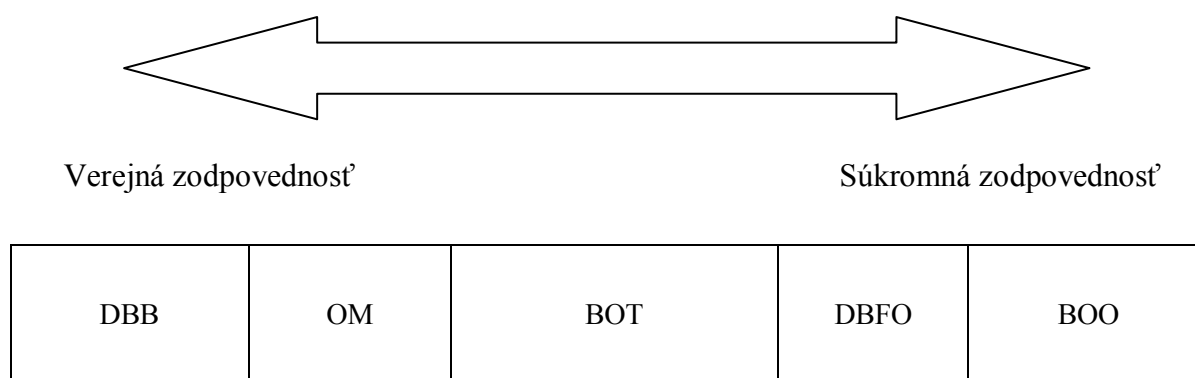 Verejná zodpovednosť Súkromná zodpovednosť
DBB OM BOT DBFO BOO